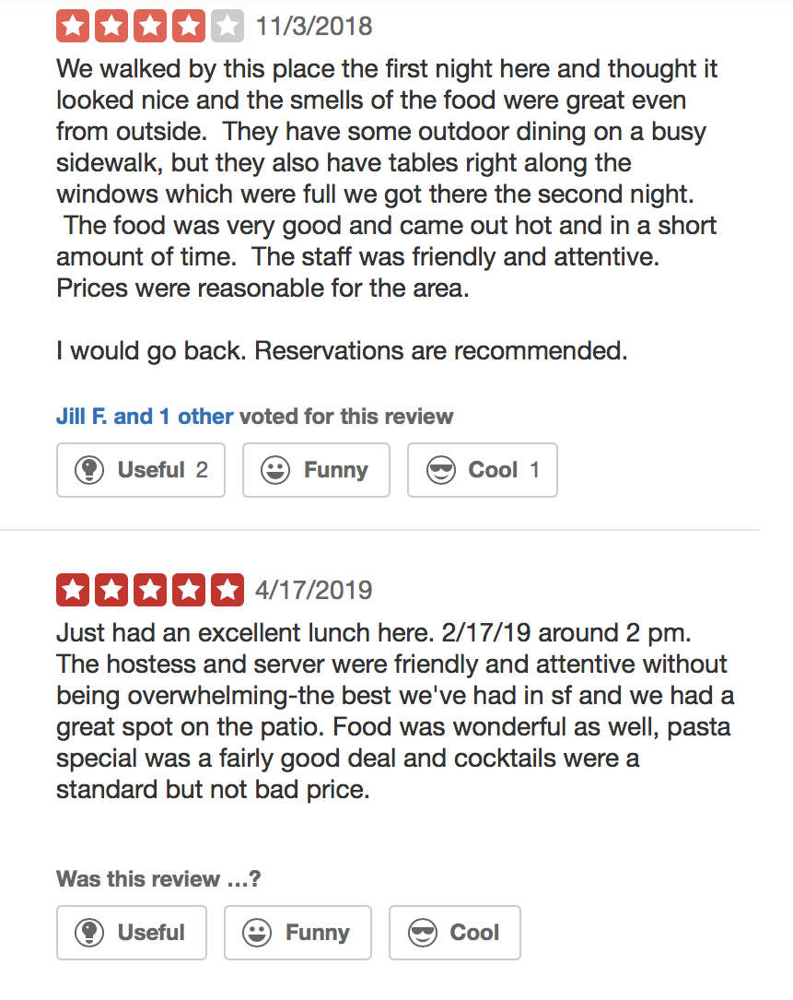 11/3/2018
We walked by this place the first night here and thought it
looked nice and the smells of the food were great even
from outside.  They have some outdoor dining on a busy
sidewalk, but they also have tables right along the
windows which were full we got there the second night.
 The food was very good and came out hot and in a short
amount of time.  The staff was friendly and attentive.
Prices were reasonable for the area.
I would go back. Reservations are recommended.
Jill F. and 1 other voted for this review
Useful 2 Funny Cool 1
4/17/2019
Just had an excellent lunch here. 2/17/19 around 2 pm.
The hostess and server were friendly and attentive without
being overwhelming-the best we've had in sf and we had a
great spot on the patio. Food was wonderful as well, pasta
special was a fairly good deal and cocktails were a
standard but not bad price.
Was this review ...?
Useful Funny Cool